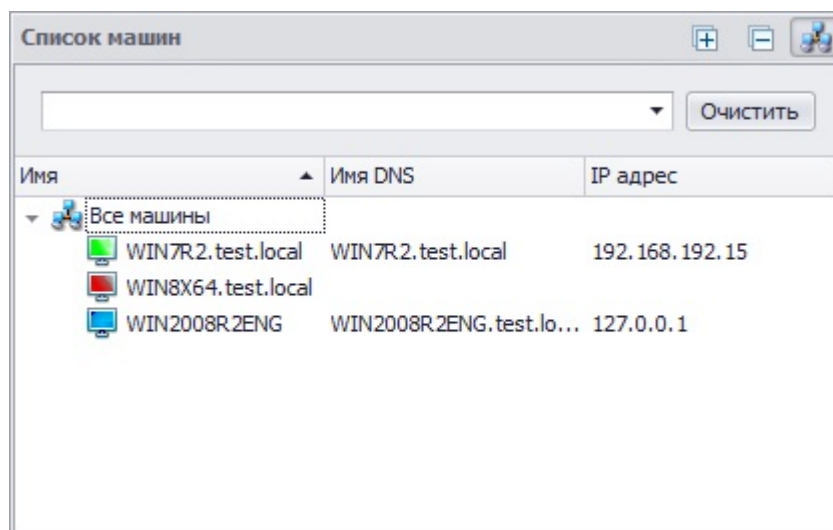 Список машин
Очистить
Имя Имя DNS IP адрес
Все машины
WIN7R2.test.local WIN7R2.test.local 192.168.192.15
WIN8X64.test.local
WIN2008R2ENG WIN2008R2ENG.test.lo... 127.0.0.1